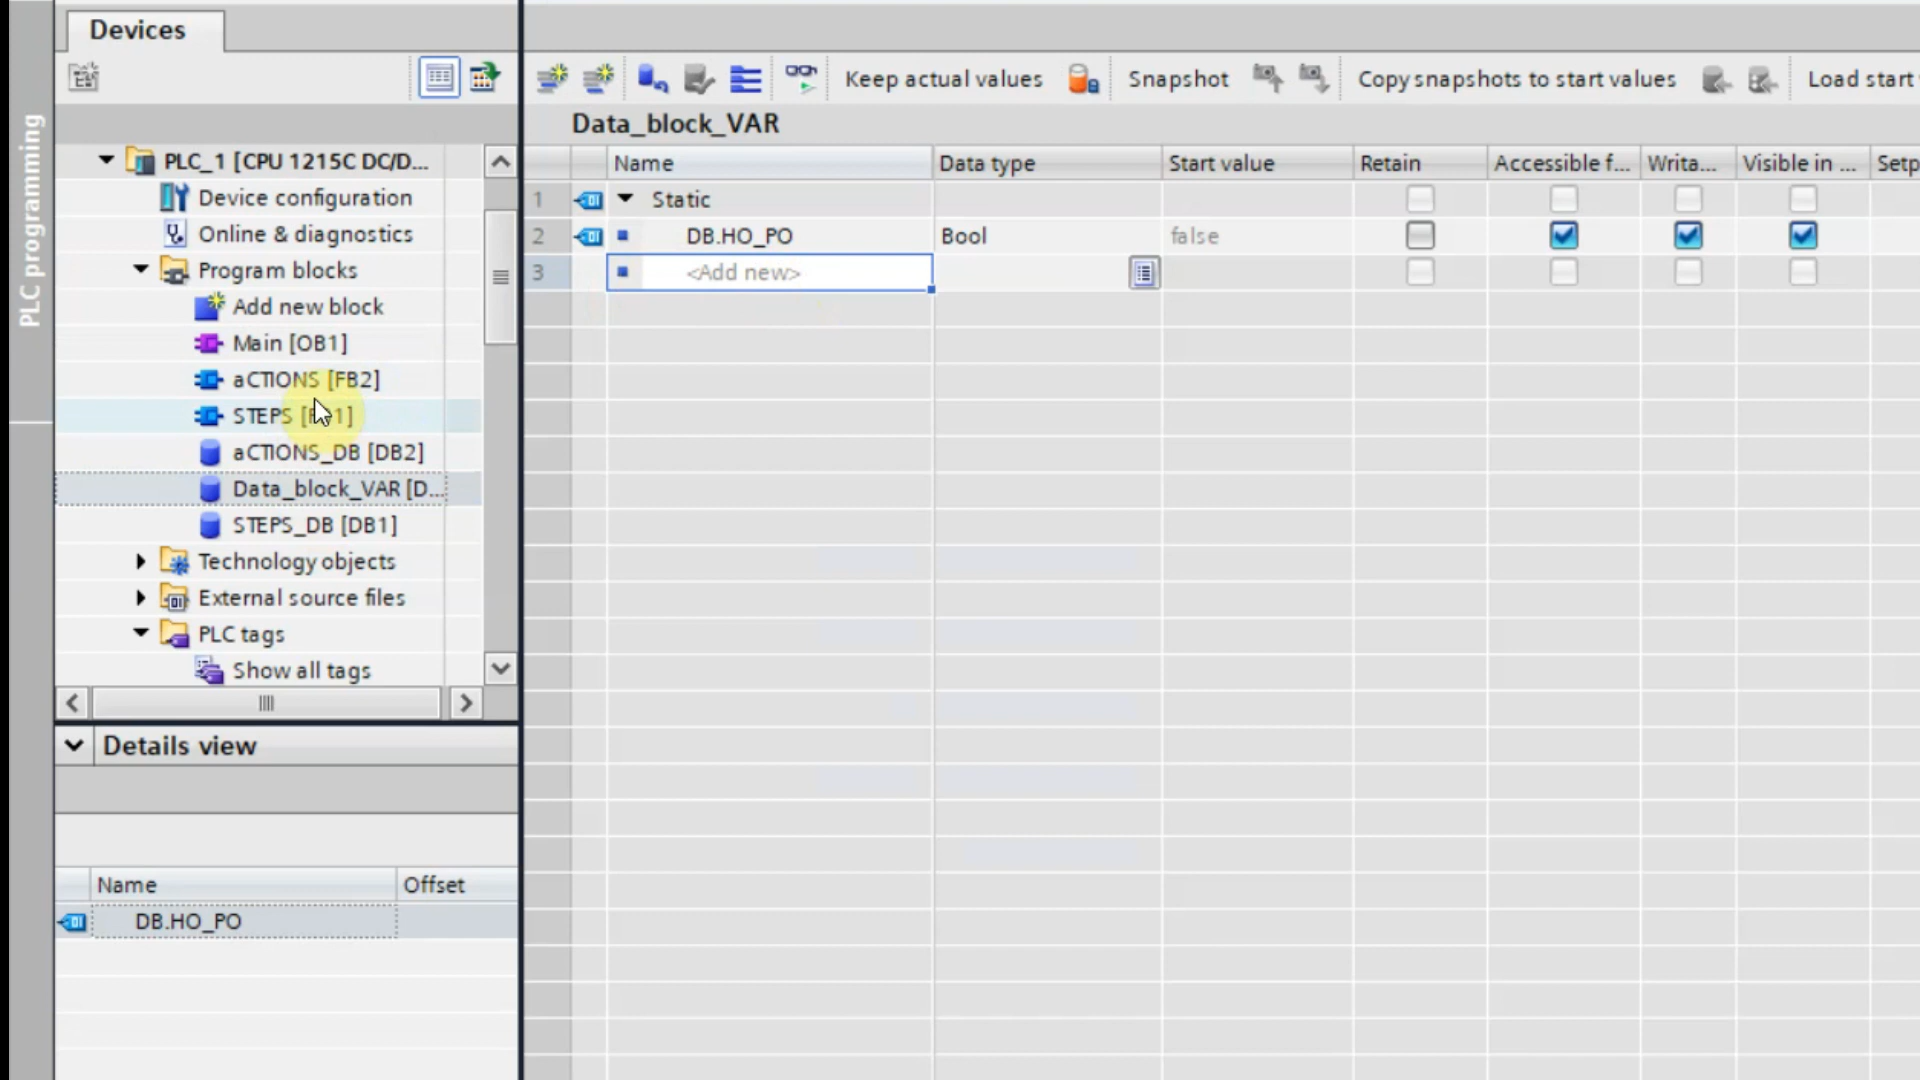 Devices
PLC programming
PLC_1 [CPU 1215C DC/D...
Device configuration
Online & diagnostics
Program blocks
Add new block
Main [OB1]
aCTIONS [FB2]
STEPS [FB1]
aCTIONS_DB [DB2]
Data_block_VAR [D...
STEPS_DB [DB1]
Technology objects
External source files
PLC tags
Show all tags
Details view
Name Offset
DB.HO_PO
Keep actual values Snapshot Copy snapshots to start values Load start
Data_block_VAR
Name Data type Start value Retain Accessible f... Writa... Visible in ... Setp
1 Static
2 DB.HO_PO Bool false
3 <Add new>